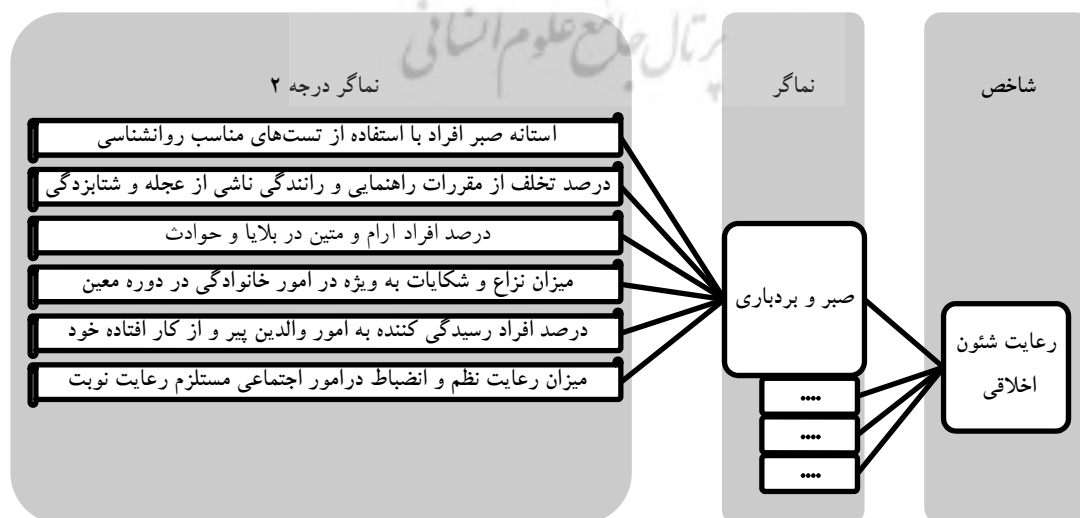 پرتال جامع علوم انسانی
شاخص
نماگر
نماگر درجه ۲
رعایت شئون
اخلاقی
صبر و بردباری
....
....
....
استانه صبر افراد با استفاده از تست‌های مناسب روانشناسی
درصد تخلف از مقررات راهنمایی و رانندگی ناشی از عجله و شتابزدگی
درصد افراد ارام و متین در بلایا و حوادث
میزان نزاع و شکایات به ویژه در امور خانوادگی در دوره معین
درصد افراد رسیدگی کننده به امور والدین پیر و از کار افتاده خود
میزان رعایت نظم و انضباط درامور اجتماعی مستلزم رعایت نوبت